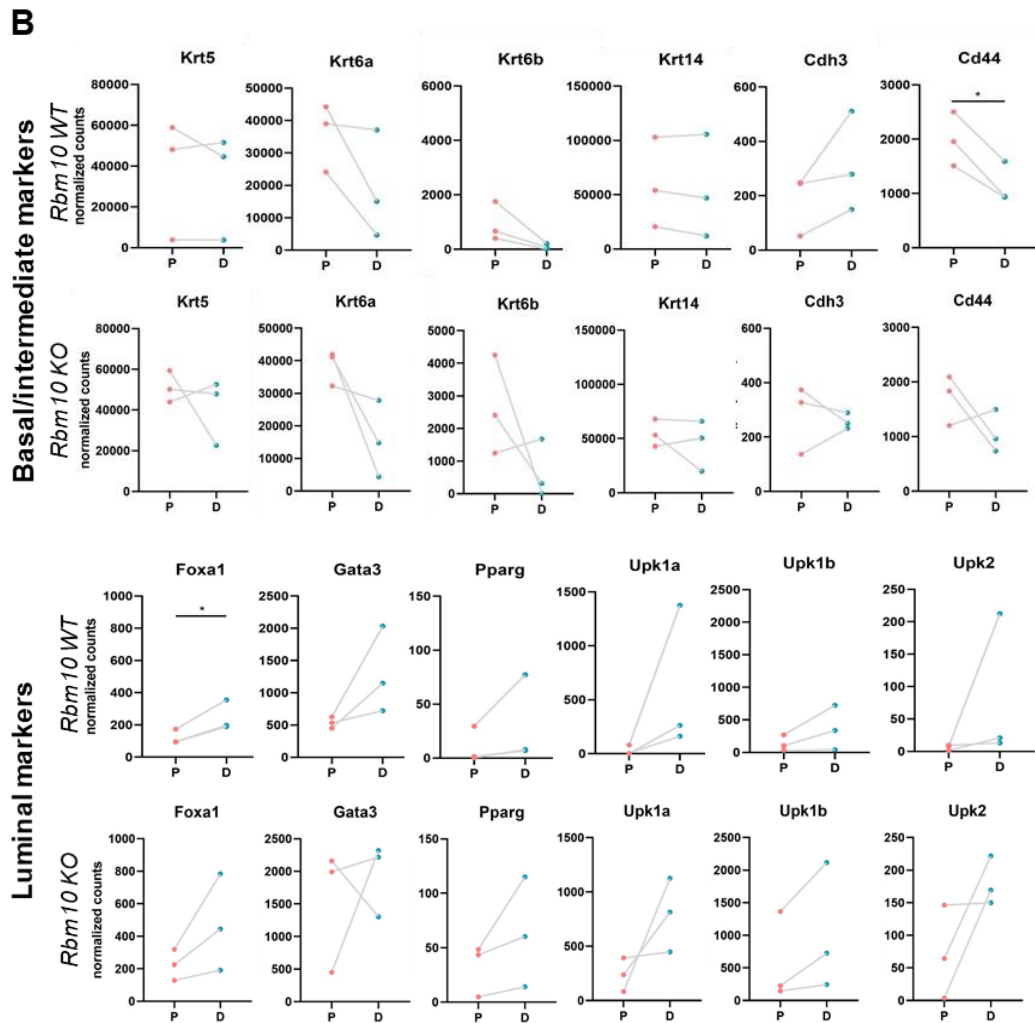 B
Basal/intermediate markers
Rbm10 WT
normalized counts
Krt5
80000
60000
40000
20000
0
P D
Krt6a
50000
40000
30000
20000
10000
0
P D
Krt6b
6000
4000
2000
0
P D
Krt14
150000
100000
50000
0
P D
Cdh3
600
400
200
0
P D
Cd44
3000
2000
1000
0
*
P D
Rbm10 KO
normalized counts
Krt5
80000
60000
40000
20000
0
P D
Krt6a
50000
40000
30000
20000
10000
0
P D
Krt6b
5000
4000
3000
2000
1000
0
P D
Krt14
150000
100000
50000
0
P D
Cdh3
600
400
200
0
P D
Cd44
3000
2000
1000
0
P D
Luminal markers
Rbm10 WT
normalized counts
Foxa1
1000
800
600
400
200
0
*
P D
Gata3
2500
2000
1500
1000
500
0
P D
Pparg
150
100
50
0
P D
Upk1a
1500
1000
500
0
P D
Upk1b
2500
2000
1500
1000
500
0
P D
Upk2
250
200
150
100
50
0
P D
Rbm10 KO
normalized counts
Foxa1
1000
800
600
400
200
0
P D
Gata3
2500
2000
1500
1000
500
0
P D
Pparg
150
100
50
0
P D
Upk1a
1500
1000
500
0
P D
Upk1b
2500
2000
1500
1000
500
0
P D
Upk2
250
200
150
100
50
0
P D